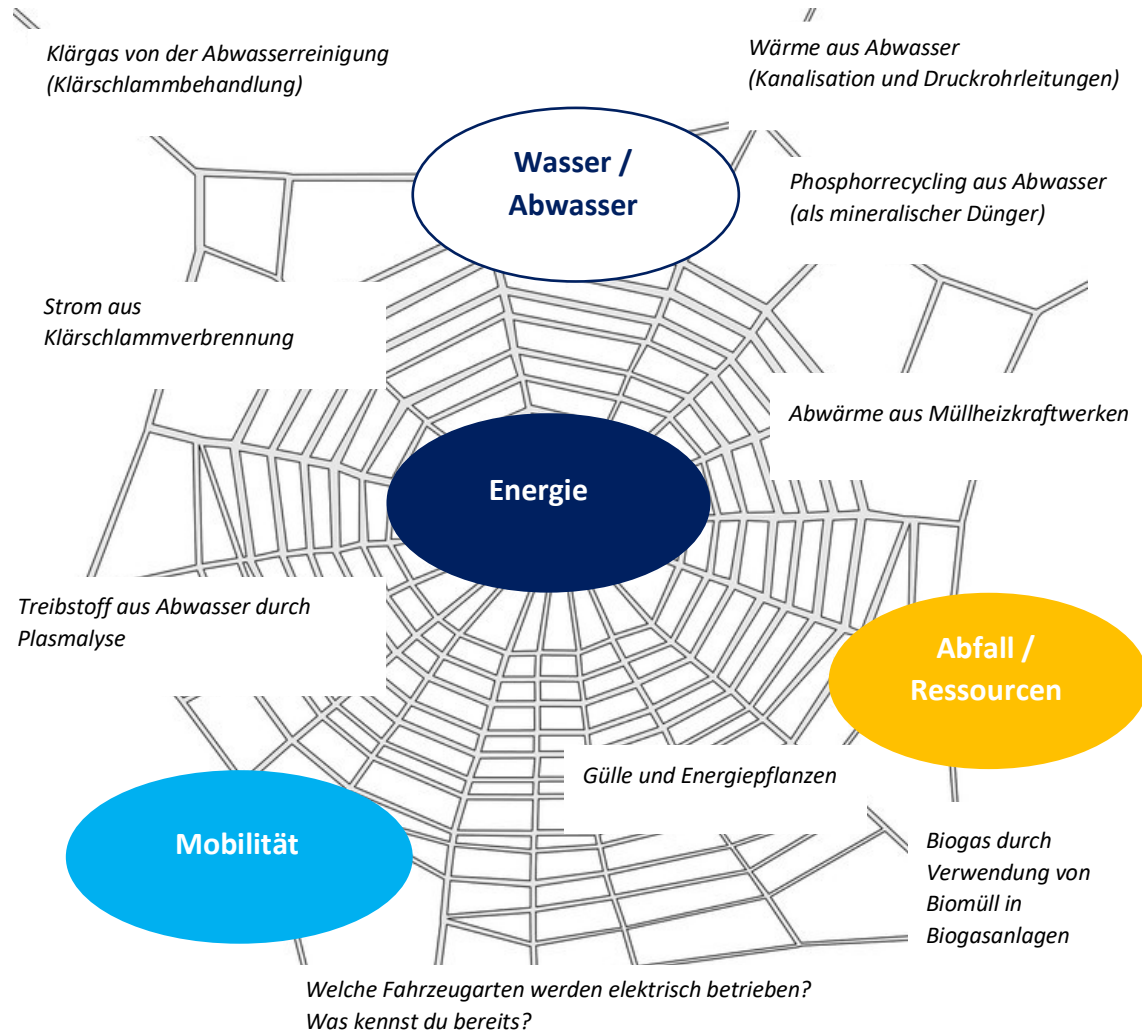 Klärgas von der Abwasserreinigung
(Klärschlammbehandlung)
Wärme aus Abwasser
(Kanalisation und Druckrohrleitungen)
Wasser /
Abwasser
Phosphorrecycling aus Abwasser
(als mineralischer Dünger)
Strom aus
Klärschlammverbrennung
Abwärme aus Müllheizkraftwerken
Energie
Treibstoff aus Abwasser durch
Plasmalyse
Abfall /
Ressourcen
Gülle und Energiepflanzen
Mobilität
Biogas durch
Verwendung von
Biomüll in
Biogasanlagen
Welche Fahrzeugarten werden elektrisch betrieben?
Was kennst du bereits?